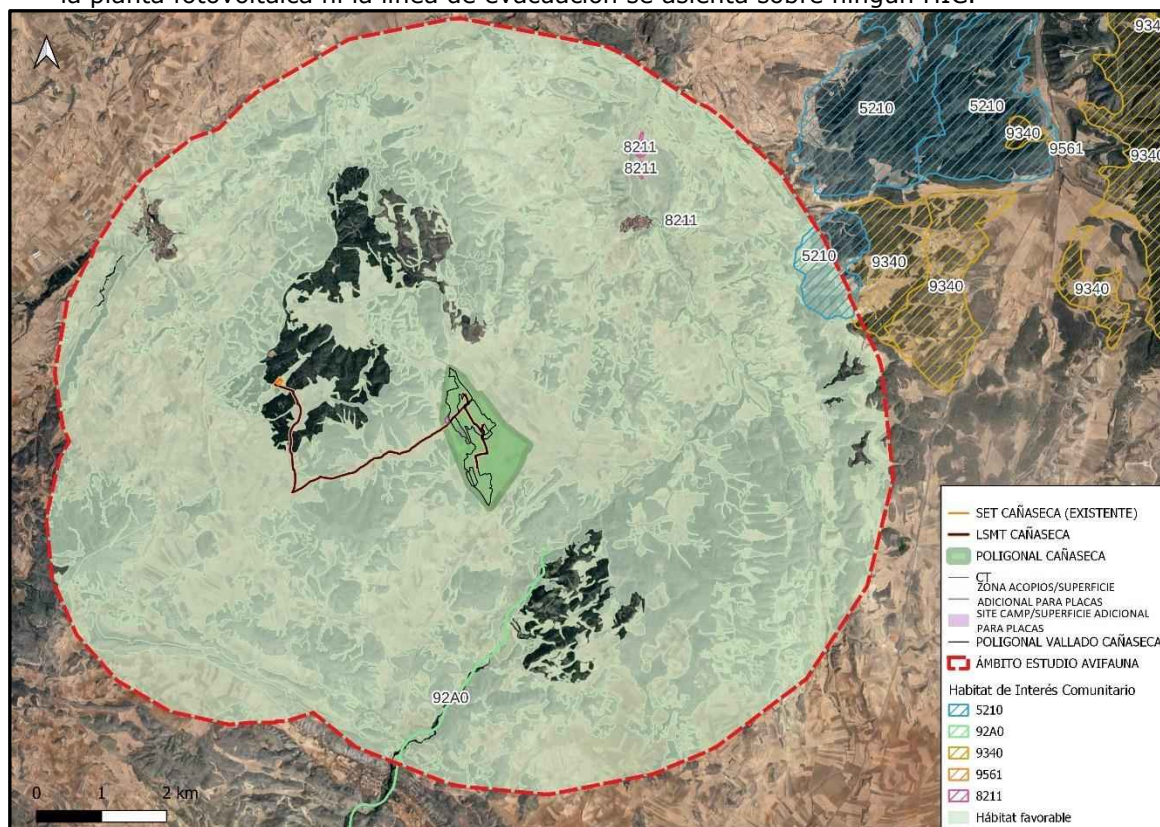 la planta fotovoltaica ni la línea de evacuación se asienta sobre ningún HIC.
9340
5210
5210
9340
9561
9340
8211
8211
8211
5210
9340
9340
9340
92A0
0 1 2 km
SET CAÑASECA (EXISTENTE)
LSMT CAÑASECA
POLIGONAL CAÑASECA
CT
ZONA ACOPIOS/SUPERFICIE
ADICIONAL PARA PLACAS
SITE CAMP/SUPERFICIE ADICIONAL
PARA PLACAS
POLIGONAL VALLADO CAÑASECA
ÁMBITO ESTUDIO AVIFAUNA
Habitat de Interés Comunitario
5210
92A0
9340
9561
8211
Hábitat favorable